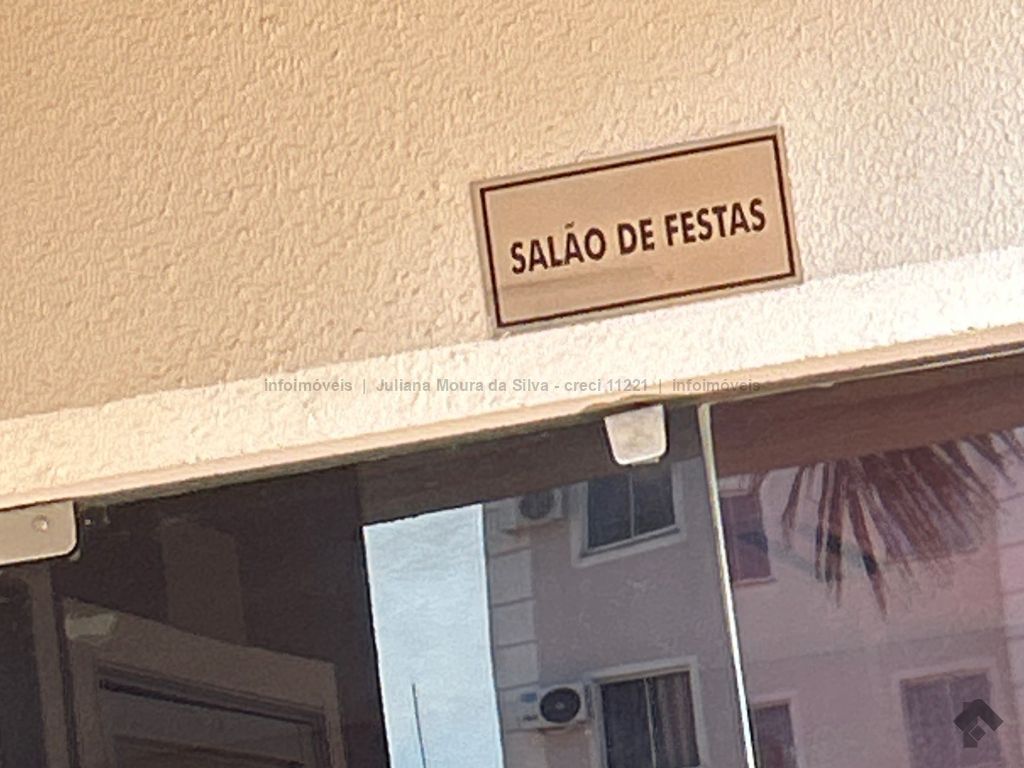 SALÃO DE FESTAS
Infoimóveis | Juliana Moura da Silva - creci 11221 | infoimóveis